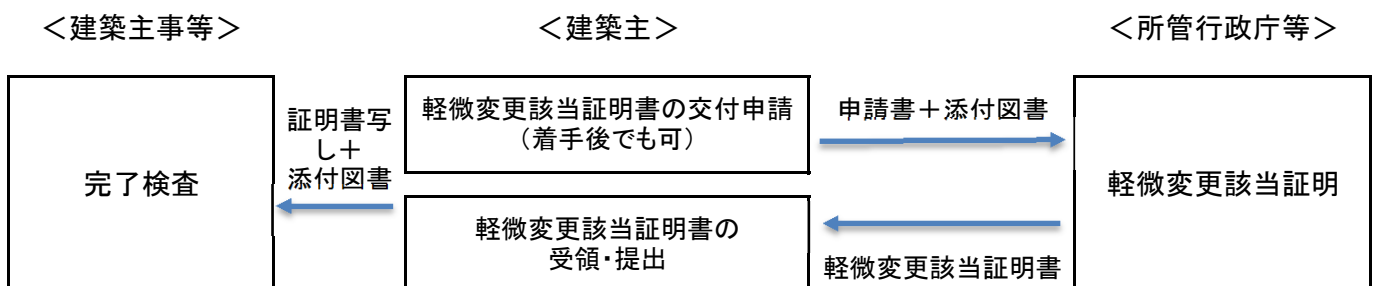 ＜建築主事等＞
＜建築主＞
＜所管行政庁等＞
完了検査
証明書写
し＋
添付図書
軽微変更該当証明書の交付申請
（着手後でも可）
申請書＋添付図書
軽微変更該当証明書の
受領・提出
軽微変更該当証明書
軽微変更該当証明